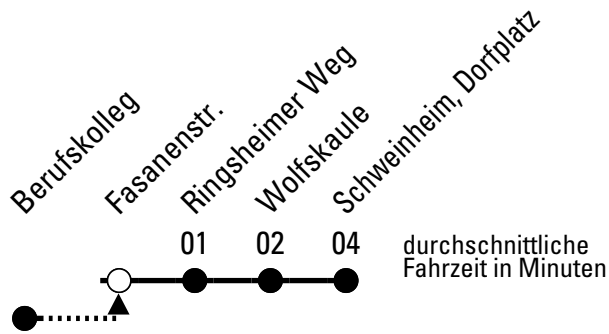 Berufskolleg
Fasanenstr.
Ringsheimer Weg
Wolfskaule
Schweinheim, Dorfplatz
01 02 04
durchschnittliche
Fahrzeit in Minuten